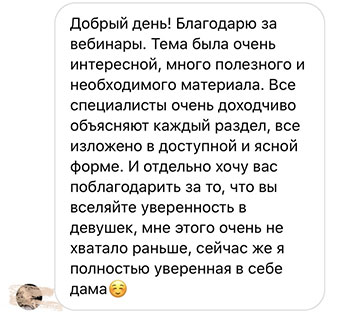 Добрый день! Благодарю за
вебинары. Тема была очень
интересной, много полезного и
необходимого материала. Все
специалисты очень доходчиво
объясняют каждый раздел, все
изложено в доступной и ясной
форме. И отдельно хочу вас
поблагодарить за то, что вы
вселяйте уверенность в
девушек, мне этого очень не
хватало раньше, сейчас же я
полностью уверенная в себе
дама☺️